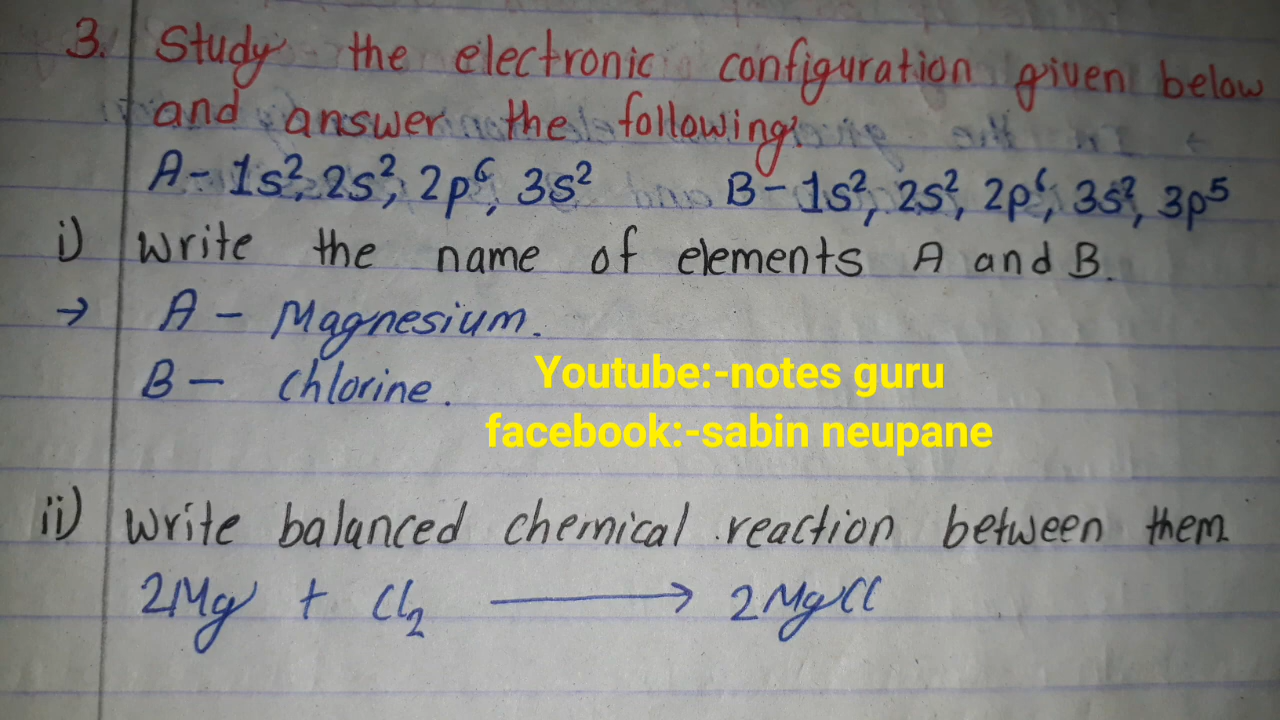 3. Study the electronic configuration given below
and answer the following:
A - 1s², 2s², 2p⁶, 3s² B - 1s², 2s², 2p⁶, 3s², 3p⁵
i) Write the name of elements A and B.
→ A - Magnesium.
B - Chlorine.
Youtube:-notes guru
facebook:-sabin neupane
ii) Write balanced chemical reaction between them
2Mg + Cl₂ → 2MgCl